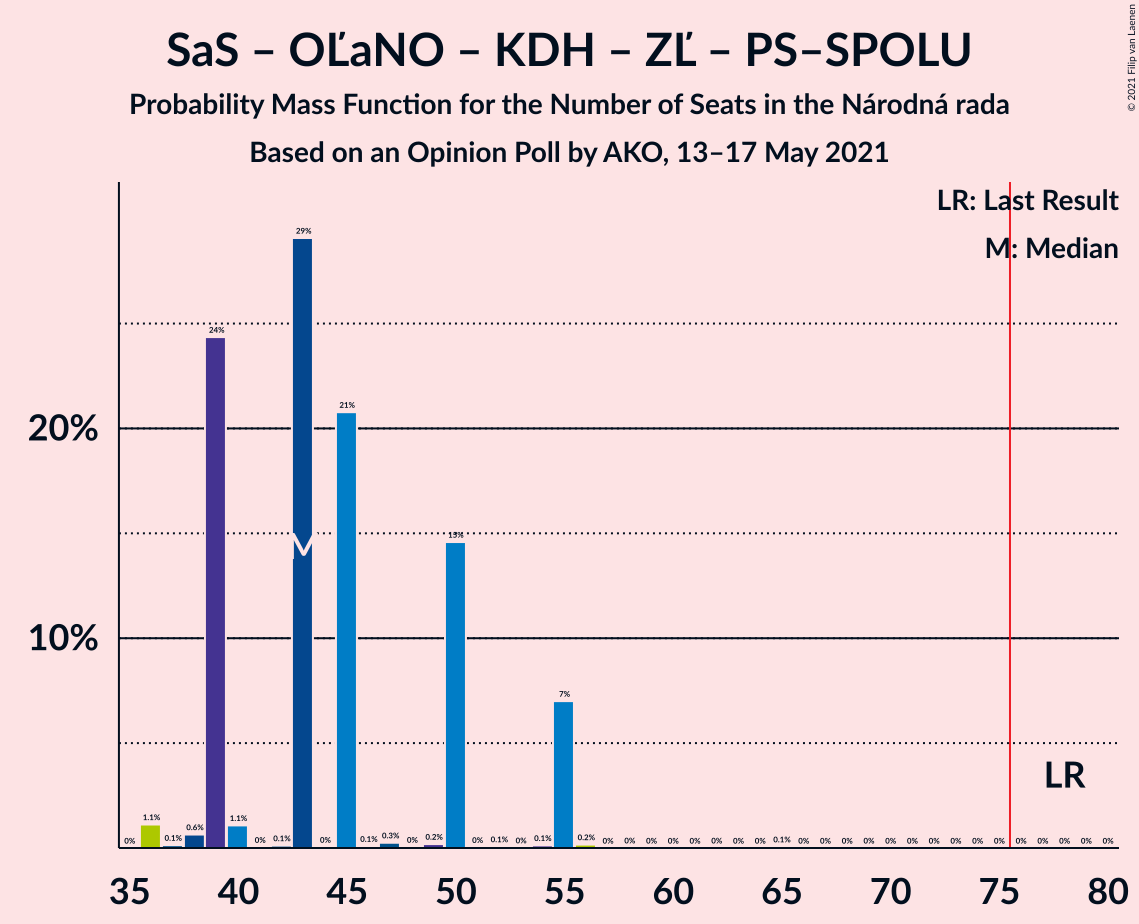 SaS – OĽaNO – KDH – ZĽ – PS–SPOLU
Probability Mass Function for the Number of Seats in the Národná rada
Based on an Opinion Poll by AKO, 13–17 May 2021
© 2021 Filip van Laenen
LR: Last Result
M: Median
20%
10%
0% 1.1% 0.1% 0.6% 24% 1.1% 0% 0.1% 29% 0% 21% 0.1% 0.3% 0% 0.2% 15% 0% 0.1% 0% 0.1% 7% 0.2% 0% 0% 0% 0% 0% 0% 0% 0% 0.1% 0% 0% 0% 0% 0% 0% 0% 0% 0% 0% 0% 0% 0% 0% 0%
M
LR
35 40 45 50 55 60 65 70 75 80